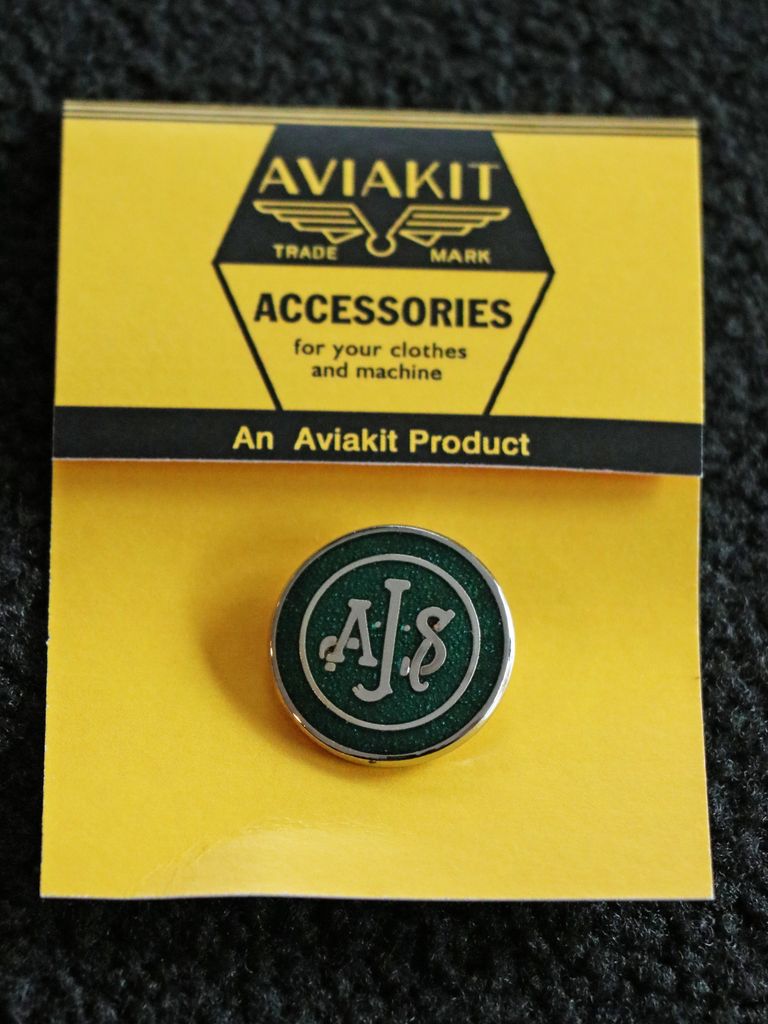 AVIAKIT
TRADE MARK
ACCESSORIES
for your clothes
and machine
An Aviakit Product
AJS